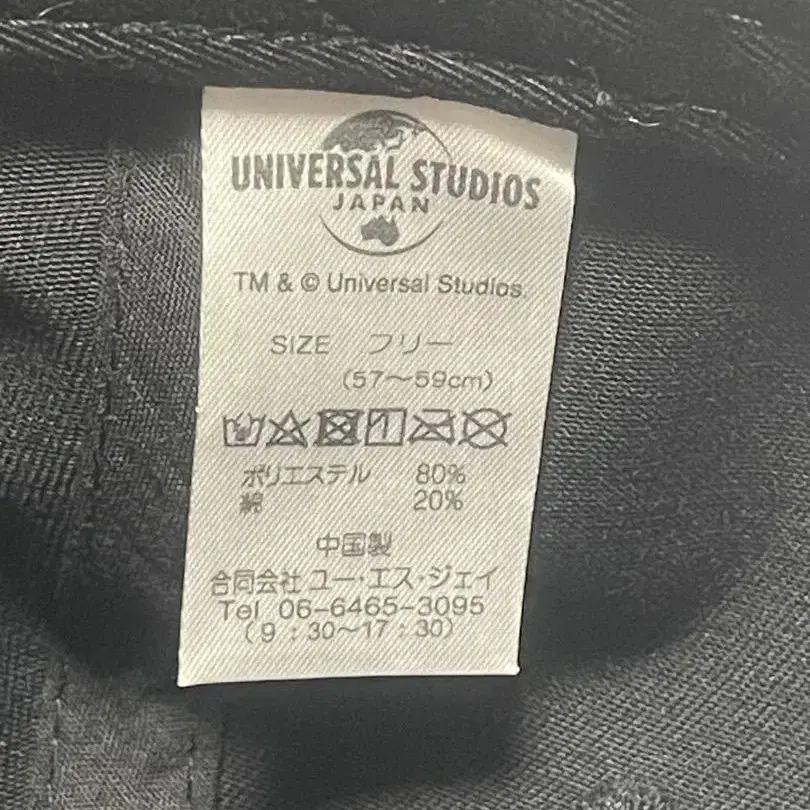 UNIVERSAL STUDIOS
JAPAN
TM & © Universal Studios.
SIZE フリー
(57～59cm)
ポリエステル 80%
綿 20%
中国製
合同会社 ユー・エス・ジェイ
Tel 06-6465-3095
(9:30～17:30)